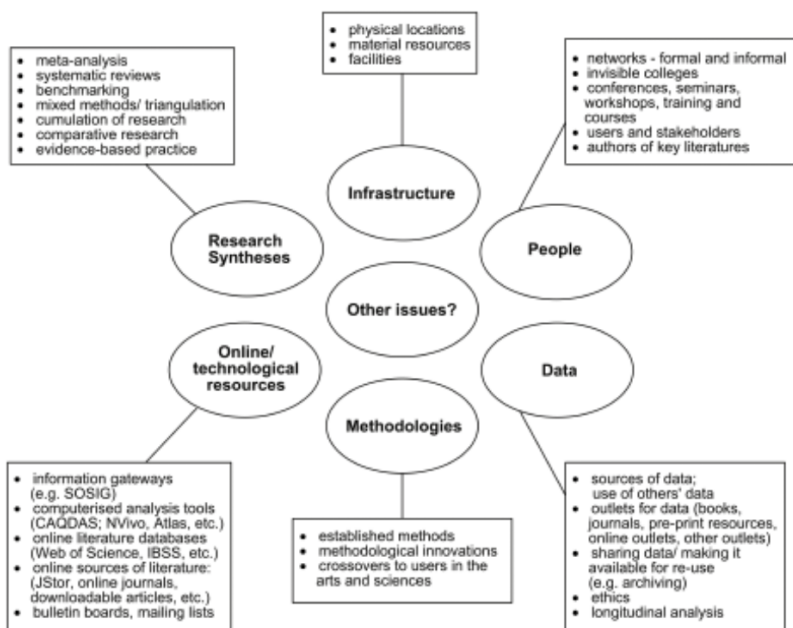 • physical locations
• material resources
• facilities
• meta-analysis
• systematic reviews
• benchmarking
• mixed methods/ triangulation
• cumulation of research
• comparative research
• evidence-based practice
• networks - formal and informal
• invisible colleges
• conferences, seminars,
workshops, training and
courses
• users and stakeholders
• authors of key literatures
Infrastructure
Research
Syntheses
People
Other issues?
Online/
technological
resources
Data
Methodologies
• information gateways
(e.g. SOSIG)
• computerised analysis tools
(CAQDAS; NVivo, Atlas, etc.)
• online literature databases
(Web of Science, IBSS, etc.)
• online sources of literature:
(JStor, online journals,
downloadable articles, etc.)
• bulletin boards, mailing lists
• established methods
• methodological innovations
• crossovers to users in the
arts and sciences
• sources of data;
use of others' data
• outlets for data (books,
journals, pre-print resources,
online outlets, other outlets)
• sharing data/ making it
available for re-use
(e.g. archiving)
• ethics
• longitudinal analysis